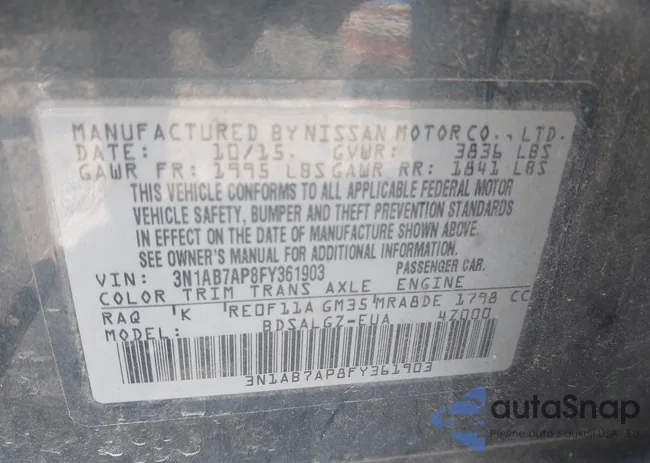 MANUFACTURED BY NISSAN MOTOR CO., LTD.
DATE: 10/15. GVWR: 3836 LBS
GAWR FR: 1995 LBS GAWR RR: 1841 LBS
THIS VEHICLE CONFORMS TO ALL APPLICABLE FEDERAL MOTOR
VEHICLE SAFETY, BUMPER AND THEFT PREVENTION STANDARDS
IN EFFECT ON THE DATE OF MANUFACTURE SHOWN ABOVE.
SEE OWNER'S MANUAL FOR ADDITIONAL INFORMATION.
VIN: 3N1AB7AP8FY361903 PASSENGER CAR.
COLOR TRIM TRANS AXLE ENGINE
RAQ K RE0F11A GM35 MRA8DE 1798 CC
MODEL: BDSALGZ-EUA 4Z000
3N1AB7AP8FY361903
autaSnap